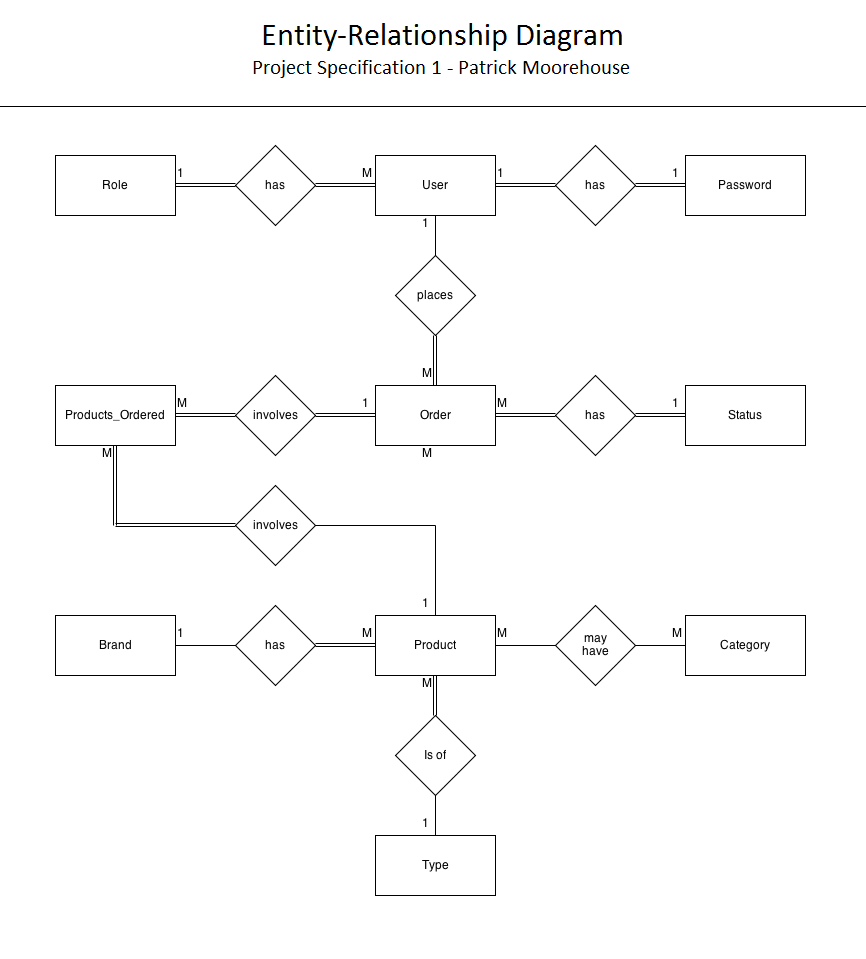 Entity-Relationship Diagram
Project Specification 1 - Patrick Moorehouse
Role
1
has
M
User
1
has
1
Password
1
places
M
Products_Ordered
M
involves
1
Order
M
has
1
Status
M
M
involves
1
Brand
1
has
M
Product
M
may
have
M
Category
M
Is of
1
Type